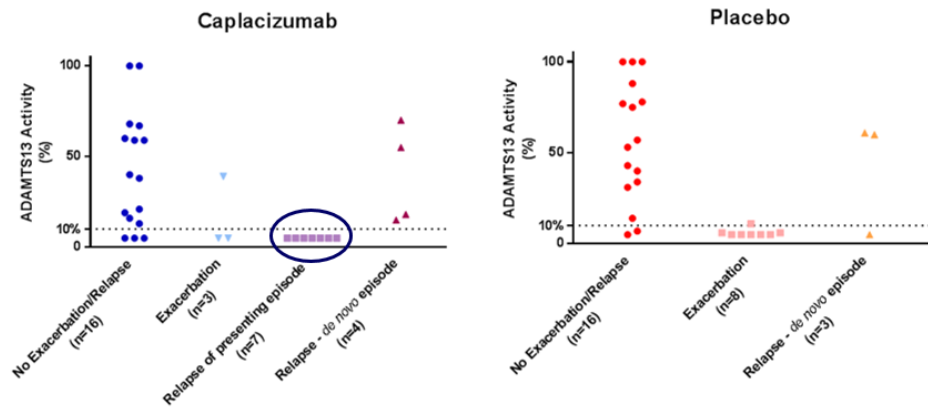 Caplacizumab
ADAMTS13 Activity
(%)
100
50
10%
0
No Exacerbation/Relapse
(n=16)
Exacerbation
(n=3)
Relapse of presenting episode
(n=7)
Relapse - de novo episode
(n=4)
Placebo
ADAMTS13 Activity
(%)
100
50
10%
0
No Exacerbation/Relapse
(n=16)
Exacerbation
(n=8)
Relapse - de novo episode
(n=3)